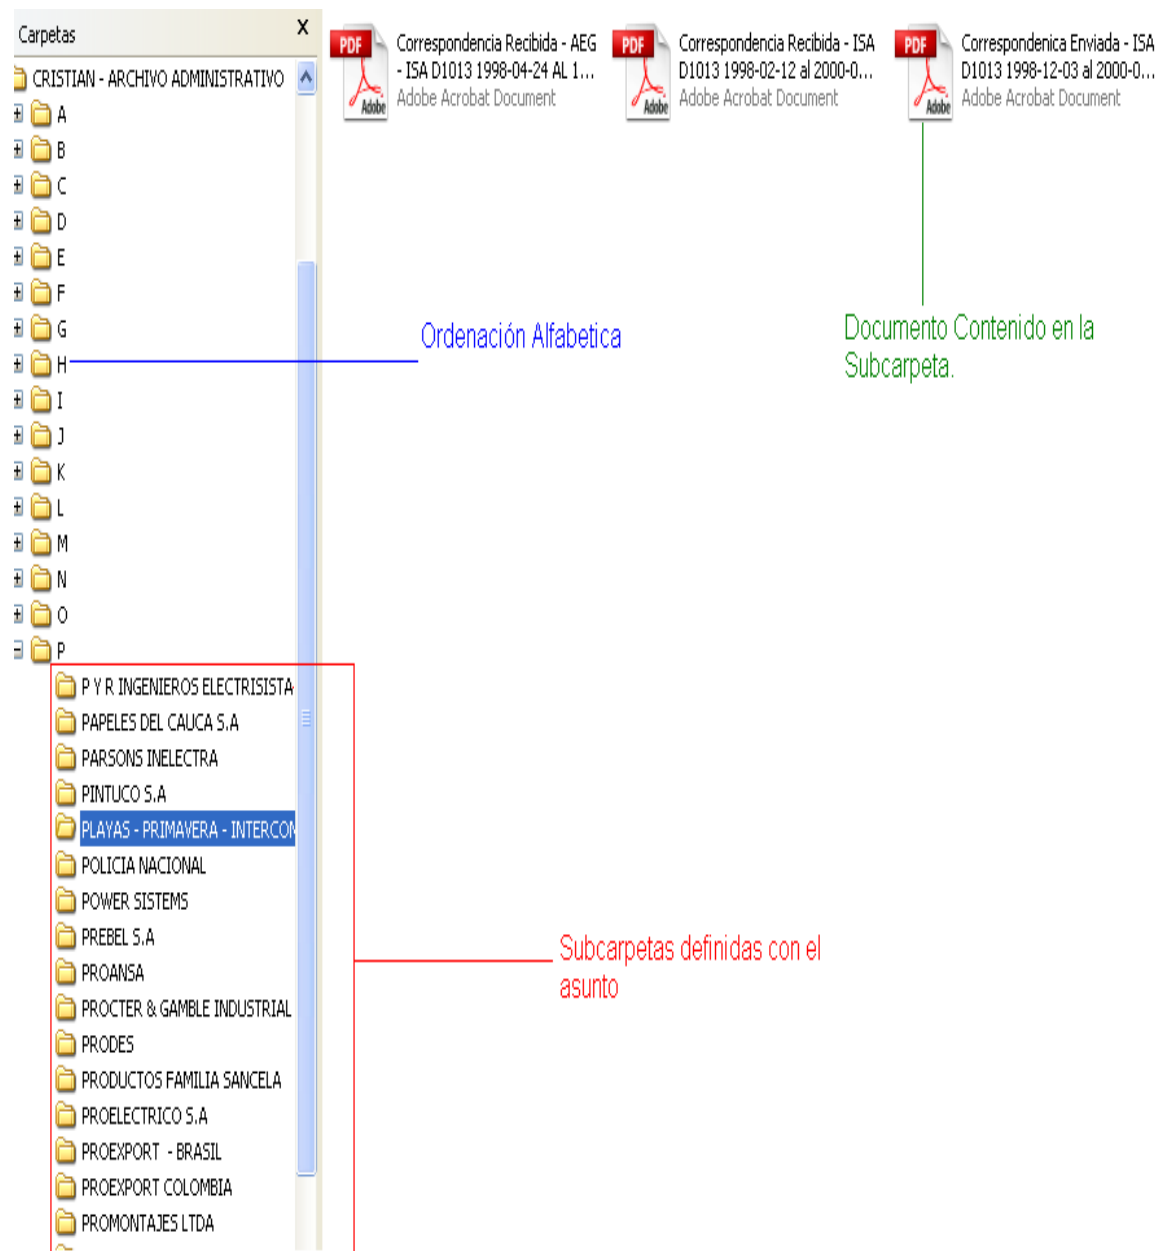 Carpetas
X
CRISTIAN - ARCHIVO ADMINISTRATIVO
A
B
C
D
E
F
G
H
I
J
K
L
M
N
O
P
P Y R INGENIEROS ELECTRISISTA
PAPELES DEL CAUCA S.A
PARSONS INELECTRA
PINTUCO S.A
PLAYAS - PRIMAVERA - INTERCON
POLICIA NACIONAL
POWER SISTEMS
PREBEL S.A
PROANSA
PROCTER & GAMBLE INDUSTRIAL
PRODES
PRODUCTOS FAMILIA SANCELA
PROELECTRICO S.A
PROEXPORT - BRASIL
PROEXPORT COLOMBIA
PROMONTAJES LTDA
PDF
Adobe
Correspondencia Recibida - AEG
- ISA D1013 1998-04-24 AL 1...
Adobe Acrobat Document
PDF
Adobe
Correspondencia Recibida - ISA
D1013 1998-02-12 al 2000-0...
Adobe Acrobat Document
PDF
Adobe
Correspondenica Enviada - ISA
D1013 1998-12-03 al 2000-0...
Adobe Acrobat Document
Ordenación Alfabetica
Documento Contenido en la
Subcarpeta.
Subcarpetas definidas con el
asunto